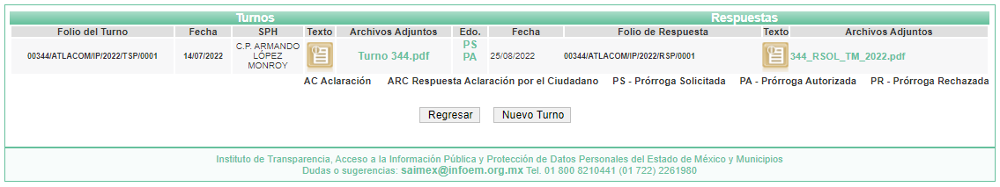 Turnos Respuestas
Folio del Turno Fecha SPH Texto Archivos Adjuntos Edo. Fecha Folio de Respuesta Texto Archivos Adjuntos
00344/ATLACOM/IP/2022/TSP/0001 14/07/2022 C.P. ARMANDO LÓPEZ MONROY Turno 344.pdf PS PA 25/08/2022 00344/ATLACOM/IP/2022/RSP/0001 344_RSOL_TM_2022.pdf
AC Aclaración ARC Respuesta Aclaración por el Ciudadano PS - Prórroga Solicitada PA - Prórroga Autorizada PR - Prórroga Rechazada
Regresar Nuevo Turno
Instituto de Transparencia, Acceso a la Información Pública y Protección de Datos Personales del Estado de México y Municipios
Dudas o sugerencias: saimex@infoem.org.mx Tel. 01 800 8210441 (01 722) 2261980